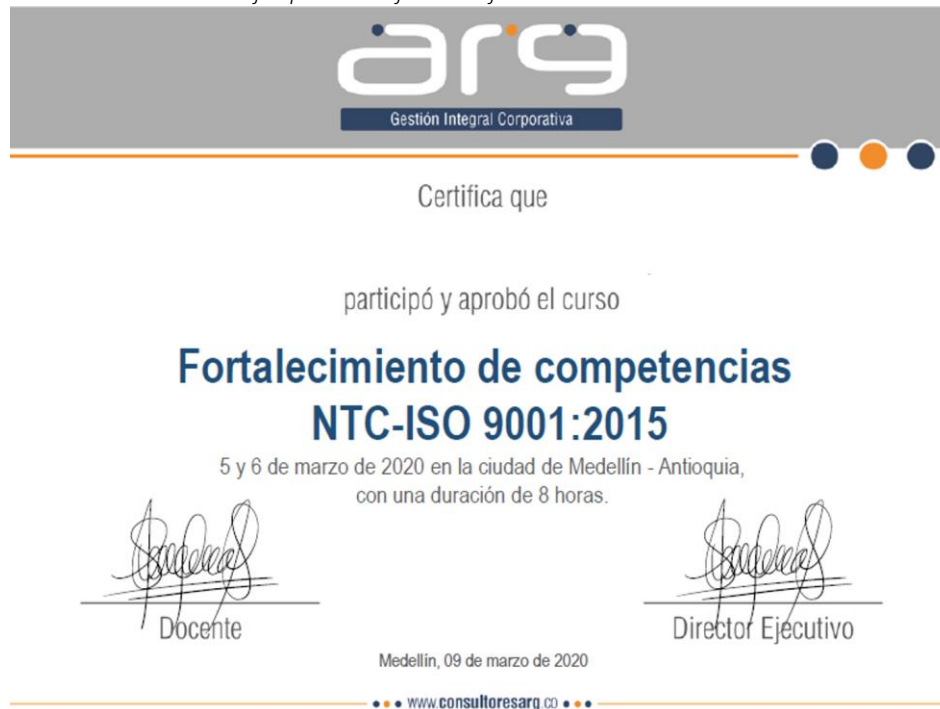 arg
Gestión Integral Corporativa
Certifica que
participó y aprobó el curso
Fortalecimiento de competencias
NTC-ISO 9001:2015
5 y 6 de marzo de 2020 en la ciudad de Medellín - Antioquia,
con una duración de 8 horas.
Docente
Director Ejecutivo
Medellín, 09 de marzo de 2020
www.consultoresarg.co